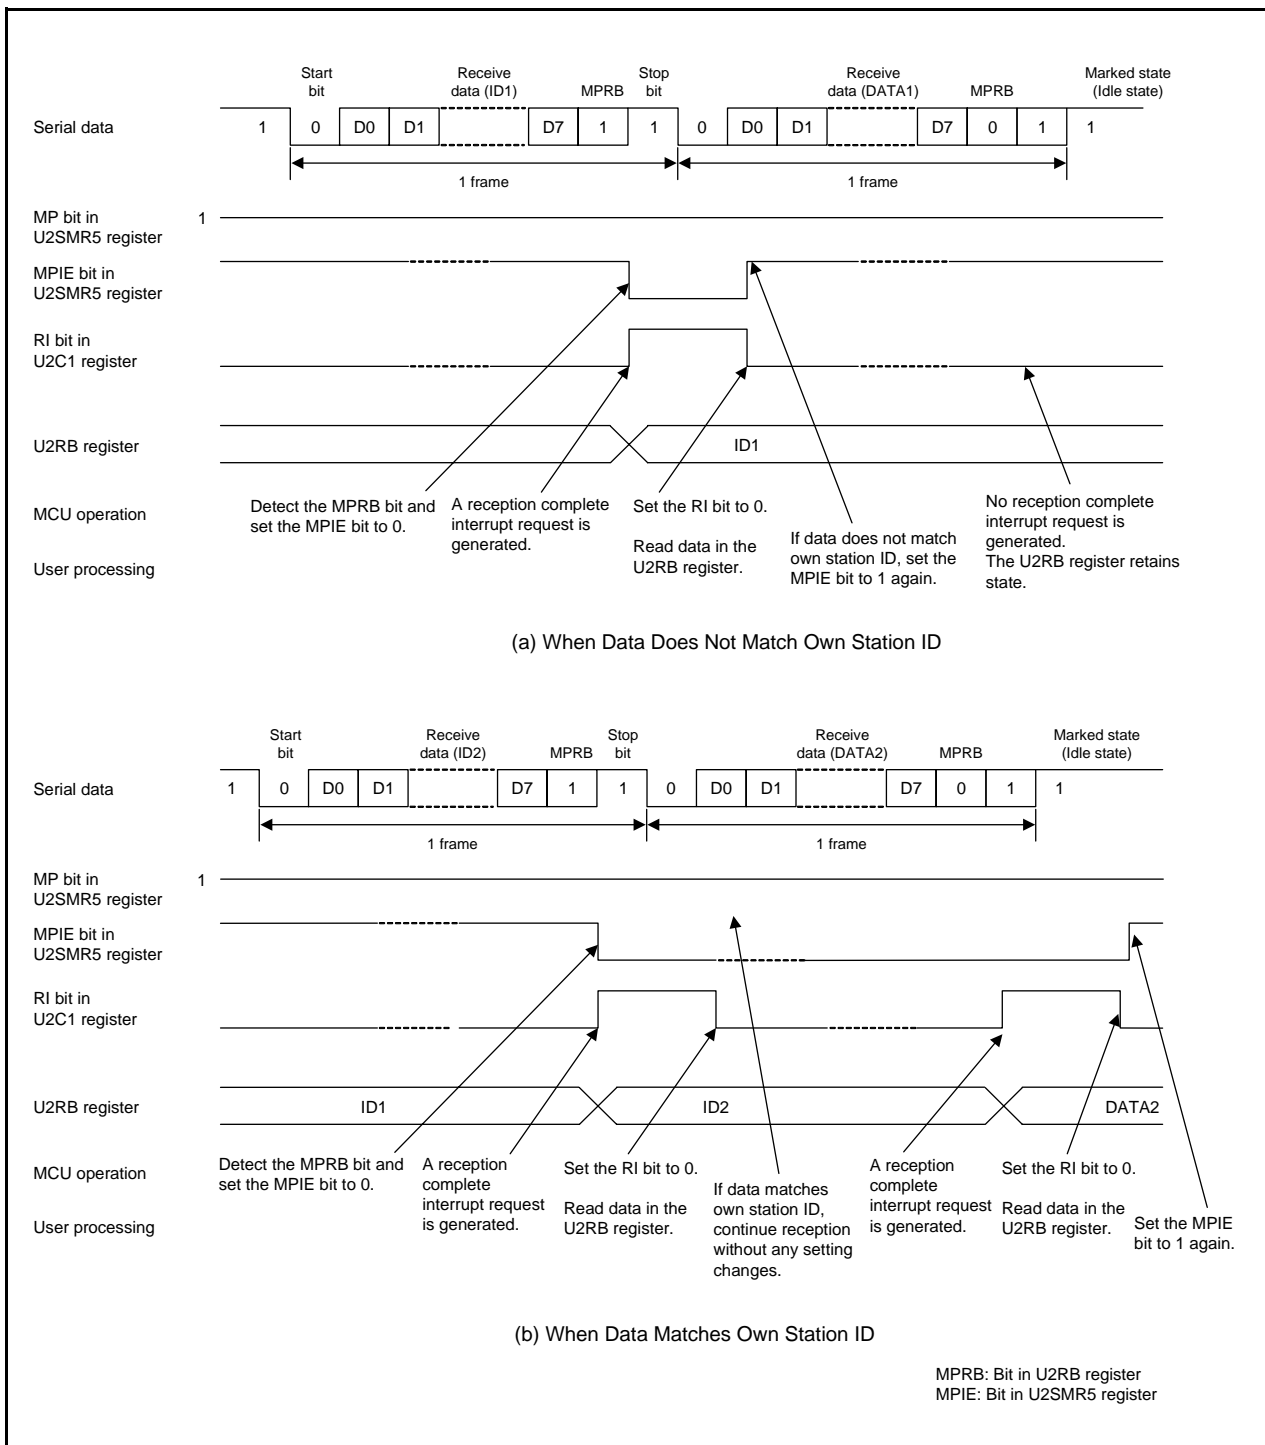 Start
bit
Receive
data (ID1)
MPRB
Stop
bit
Receive
data (DATA1)
MPRB
Marked state
(Idle state)
Serial data
1 0 D0 D1 D7 1 1 0 D0 D1 D7 0 1 1
1 frame 1 frame
MP bit in
U2SMR5 register
1
MPIE bit in
U2SMR5 register
RI bit in
U2C1 register
U2RB register
ID1
MCU operation
User processing
Detect the MPRB bit and
set the MPIE bit to 0.
A reception complete
interrupt request is
generated.
Set the RI bit to 0.
Read data in the
U2RB register.
If data does not match
own station ID, set the
MPIE bit to 1 again.
No reception complete
interrupt request is
generated.
The U2RB register retains
state.
(a) When Data Does Not Match Own Station ID
Start
bit
Receive
data (ID2)
MPRB
Stop
bit
Receive
data (DATA2)
MPRB
Marked state
(Idle state)
Serial data
1 0 D0 D1 D7 1 1 0 D0 D1 D7 0 1 1
1 frame 1 frame
MP bit in
U2SMR5 register
1
MPIE bit in
U2SMR5 register
RI bit in
U2C1 register
U2RB register
ID1 ID2 DATA2
MCU operation
User processing
Detect the MPRB bit and
set the MPIE bit to 0.
A reception
complete
interrupt request
is generated.
Set the RI bit to 0.
Read data in the
U2RB register.
If data matches
own station ID,
continue reception
without any setting
changes.
A reception
complete
interrupt request
is generated.
Set the RI bit to 0.
Read data in the
U2RB register.
Set the MPIE
bit to 1 again.
(b) When Data Matches Own Station ID
MPRB: Bit in U2RB register
MPIE: Bit in U2SMR5 register